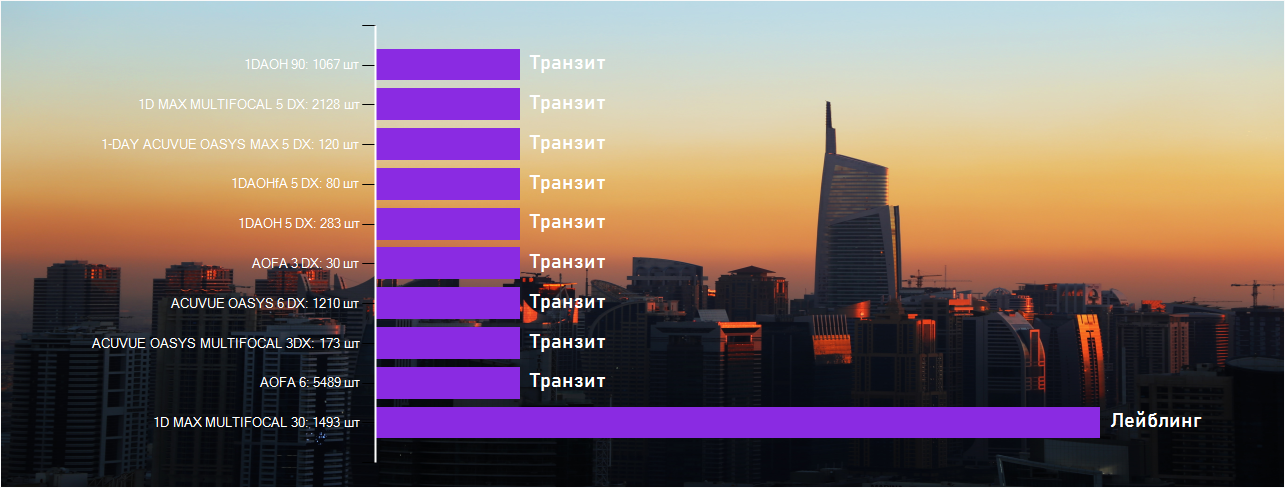 1DAOH 90: 1067 шт Транзит
1D MAX MULTIFOCAL 5 DX: 2128 шт Транзит
1-DAY ACUVUE OASYS MAX 5 DX: 120 шт Транзит
1DAOHfA 5 DX: 80 шт Транзит
1DAOH 5 DX: 283 шт Транзит
AOFA 3 DX: 30 шт Транзит
ACUVUE OASYS 6 DX: 1210 шт Транзит
ACUVUE OASYS MULTIFOCAL 3DX: 173 шт Транзит
AOFA 6: 5489 шт Транзит
1D MAX MULTIFOCAL 30: 1493 шт Лейблинг